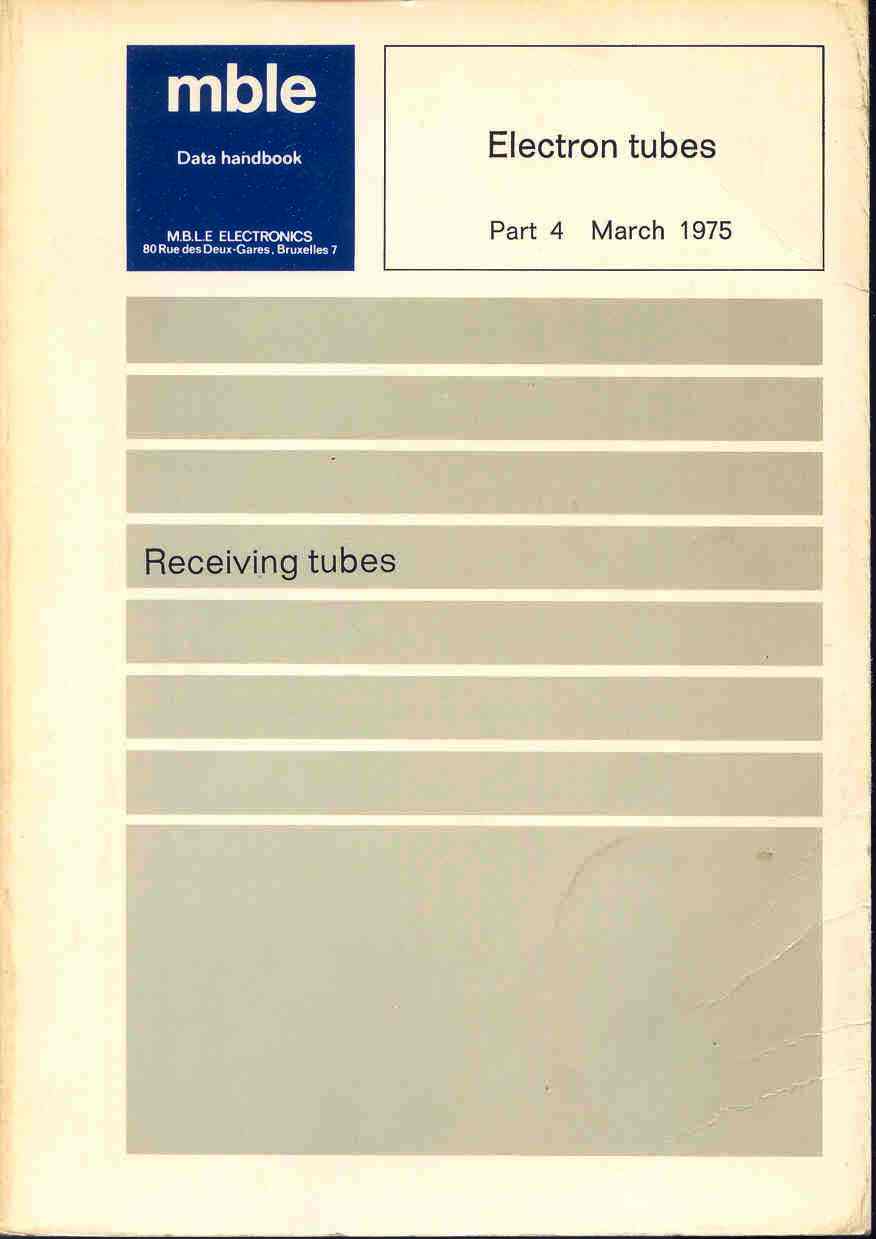 mble
Data handbook
M.B.L.E ELECTRONICS
80 Rue des Deux-Gares, Bruxelles 7
Electron tubes
Part 4 March 1975
Receiving tubes